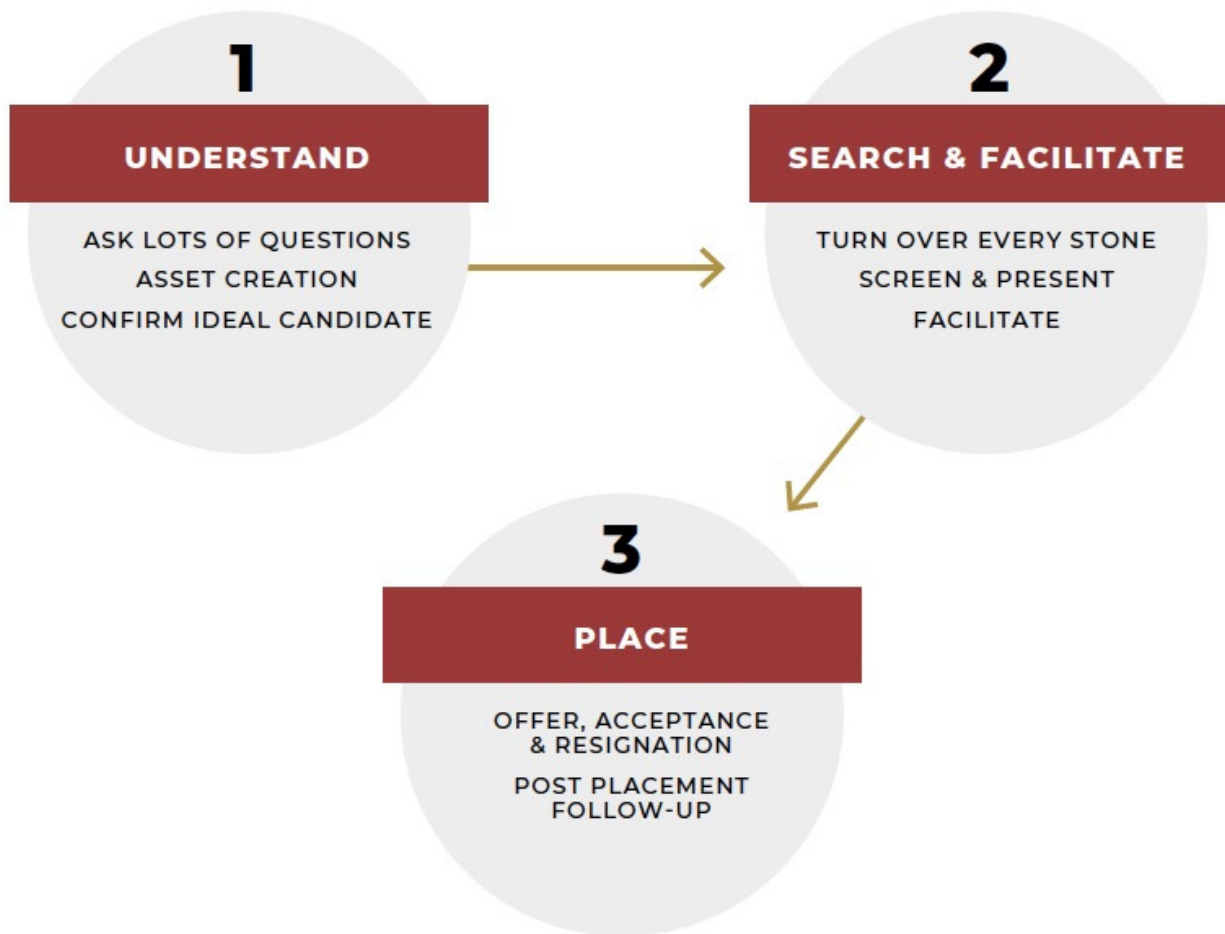 1
UNDERSTAND
ASK LOTS OF QUESTIONS
ASSET CREATION
CONFIRM IDEAL CANDIDATE
2
SEARCH & FACILITATE
TURN OVER EVERY STONE
SCREEN & PRESENT
FACILITATE
3
PLACE
OFFER, ACCEPTANCE
& RESIGNATION
POST PLACEMENT
FOLLOW-UP